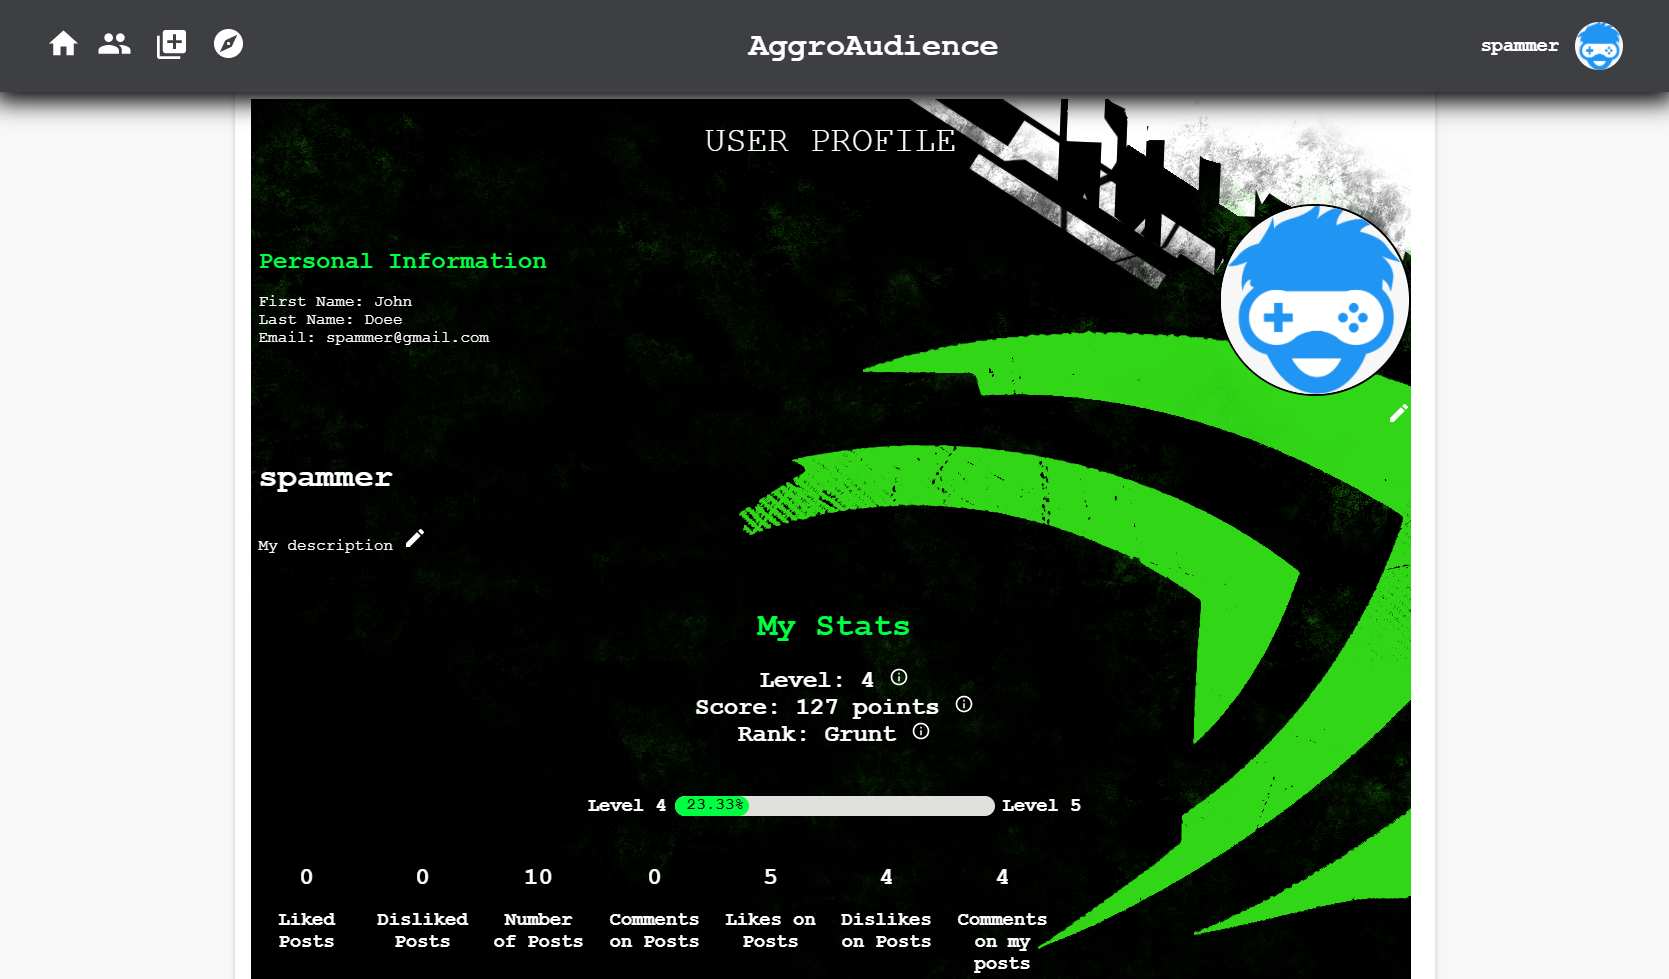 AggroAudience
spammer
USER PROFILE
Personal Information
First Name: John
Last Name: Doee
Email: spammer@gmail.com
spammer
My description
My Stats
Level: 4
Score: 127 points
Rank: Grunt
Level 4 23.33% Level 5
0 0 10 0 5 4 4
Liked Disliked Number Comments Likes on Dislikes Comments
Posts Posts of Posts on Posts Posts on Posts on my
posts